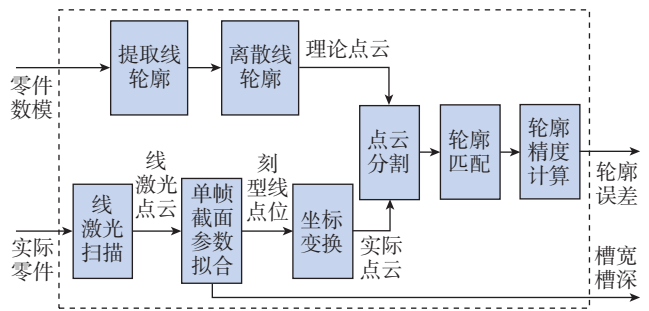 零件
数模
提取线
轮廓
离散线
轮廓
理论点云
点云
分割
轮廓
匹配
轮廓
精度
计算
轮廓
误差
实际
零件
线
激光
扫描
线
激光
点云
单帧
截面
参数
拟合
刻
型线
点位
坐标
变换
实际
点云
槽宽
槽深